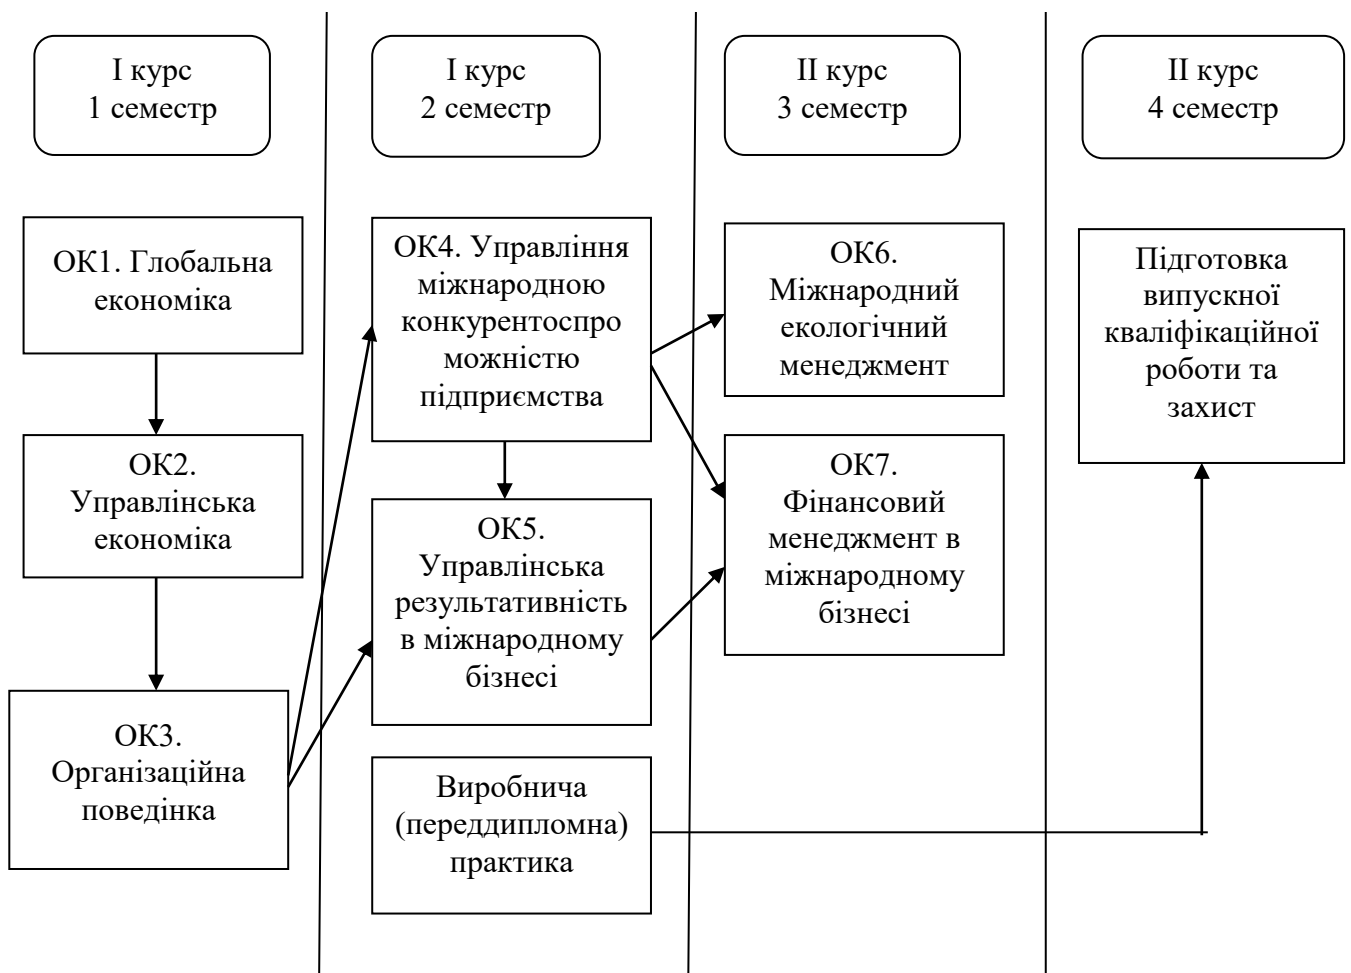 І курс
1 семестр
І курс
2 семестр
ІІ курс
3 семестр
ІІ курс
4 семестр
ОК1. Глобальна
економіка
ОК2.
Управлінська
економіка
ОК3.
Організаційна
поведінка
ОК4. Управління
міжнародною
конкурентоспро
можністю
підприємства
ОК5.
Управлінська
результативність
в міжнародному
бізнесі
Виробнича
(переддипломна)
практика
ОК6.
Міжнародний
екологічний
менеджмент
ОК7.
Фінансовий
менеджмент в
міжнародному
бізнесі
Підготовка
випускної
кваліфікаційної
роботи та
захист